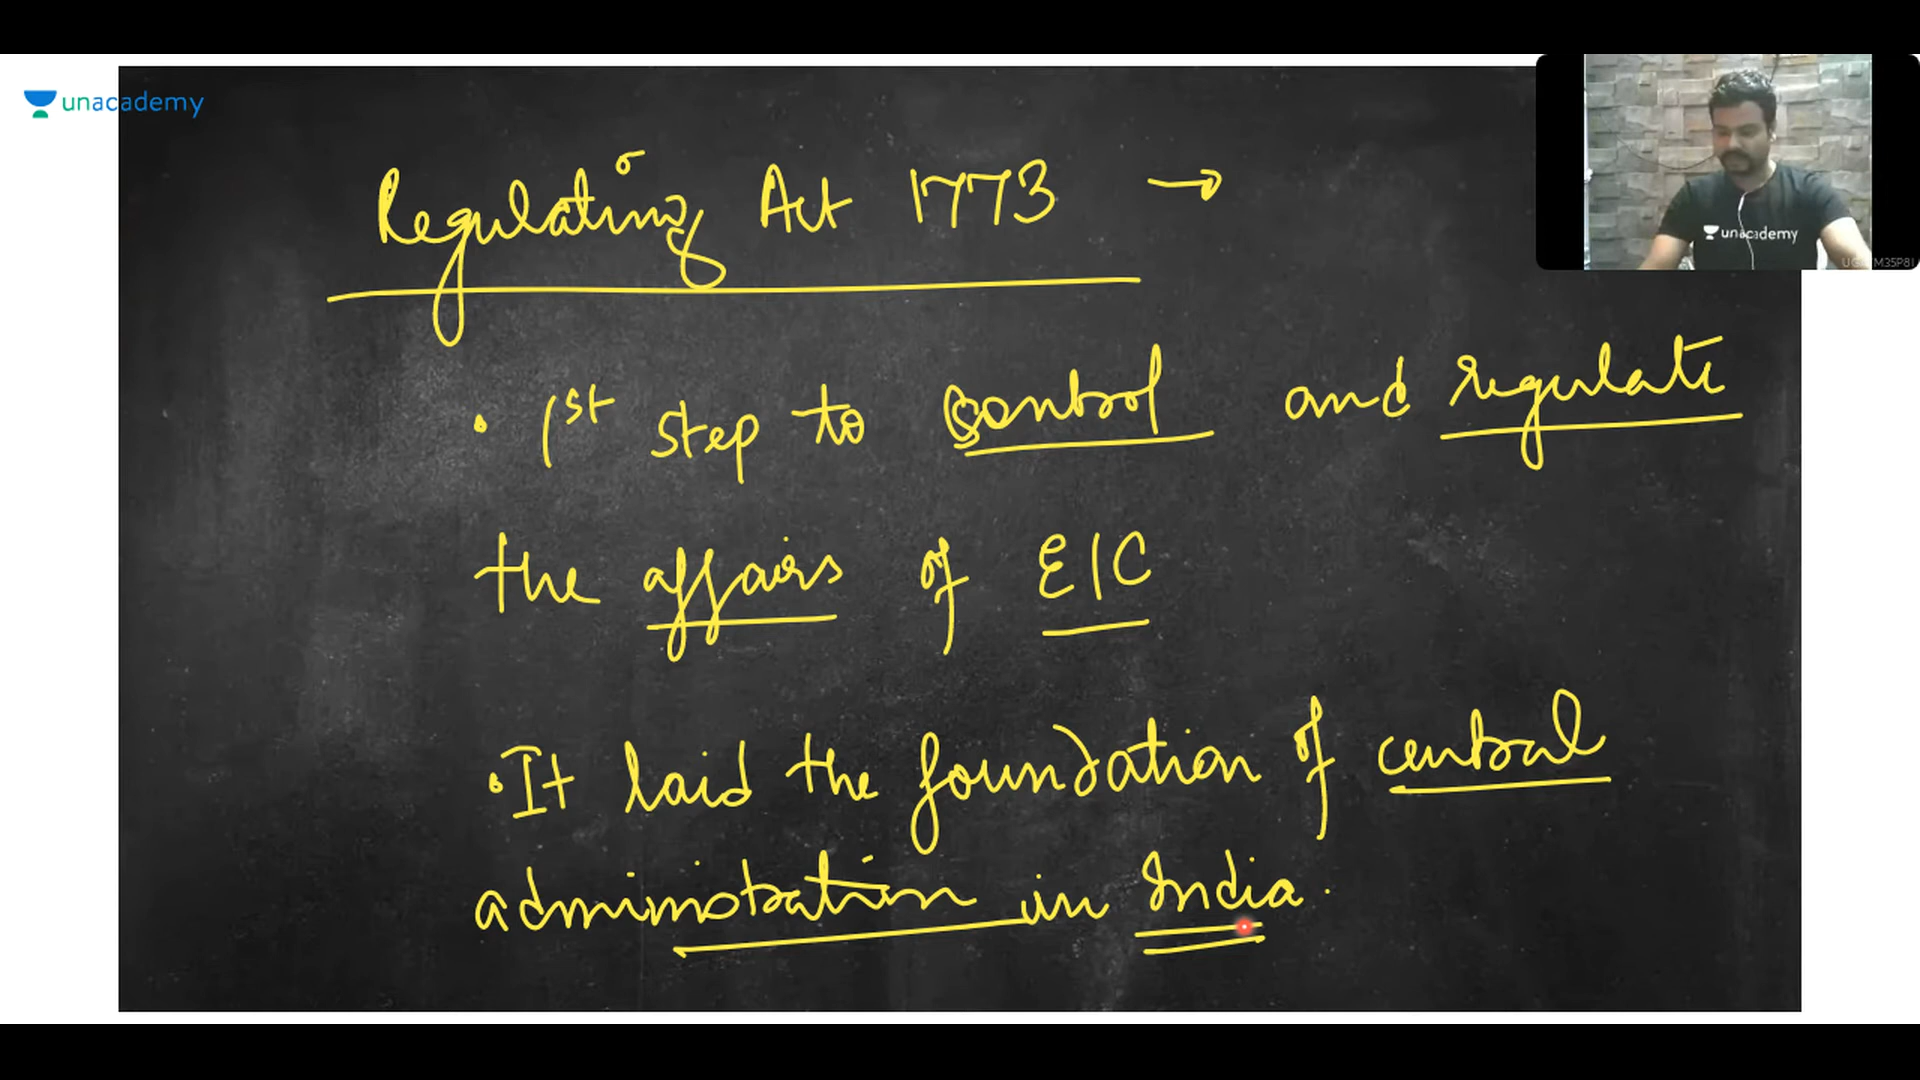 unacademy
Regulating Act 1773 →
unacademy
• 1st step to control and regulate
the affairs of EIC
• It laid the foundation of central
administration in India.